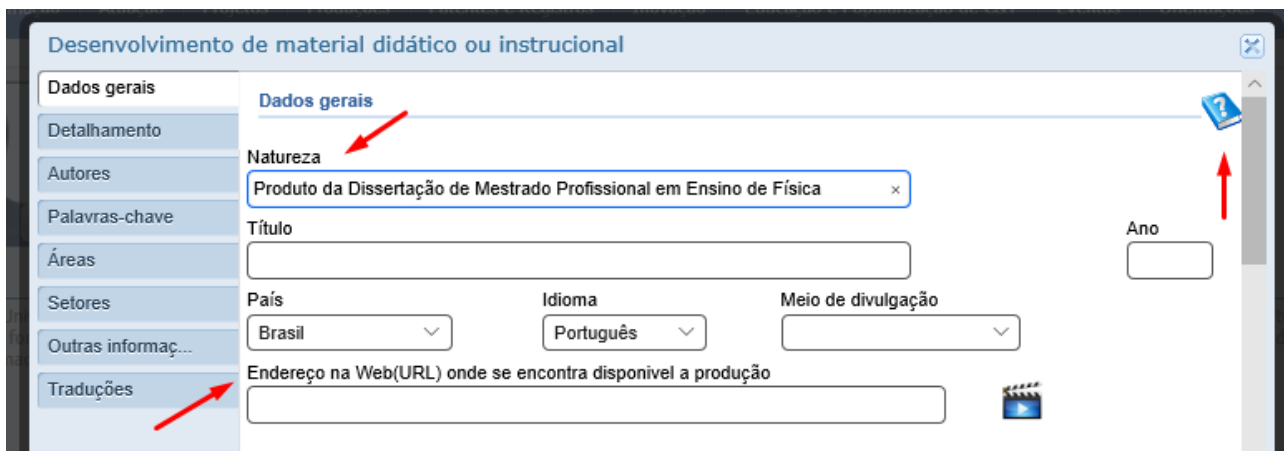 Desenvolvimento de material didático ou instrucional
Dados gerais
Detalhamento
Autores
Palavras-chave
Áreas
Setores
Outras informaç...
Traduções
Dados gerais
Natureza
Produto da Dissertação de Mestrado Profissional em Ensino de Física ×
Título
Ano
País
Idioma
Meio de divulgação
Brasil
Português
Endereço na Web(URL) onde se encontra disponivel a produção